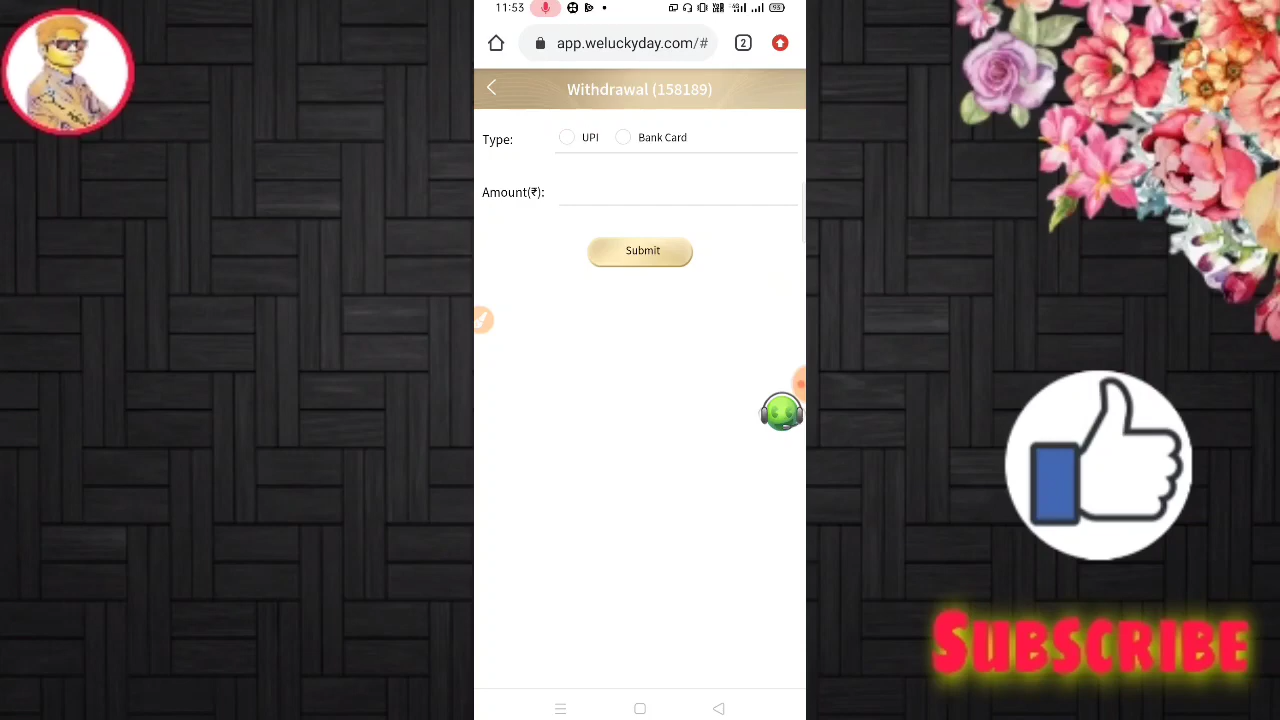 11:53
app.weluckyday.com/#
2
Withdrawal (158189)
Type:
UPI
Bank Card
Amount(₹):
Submit
SUBSCRIBE